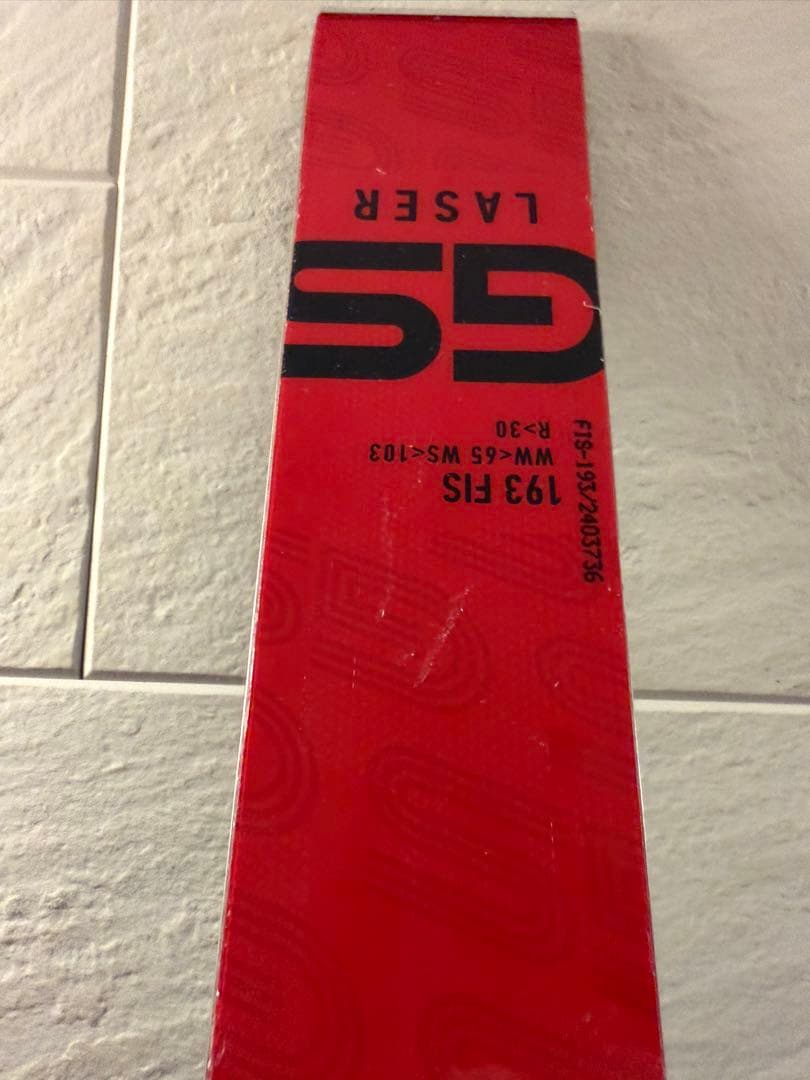 193 FIS
WW<65 WS<103
R>30
FIS-193/2403736
GS
LASER